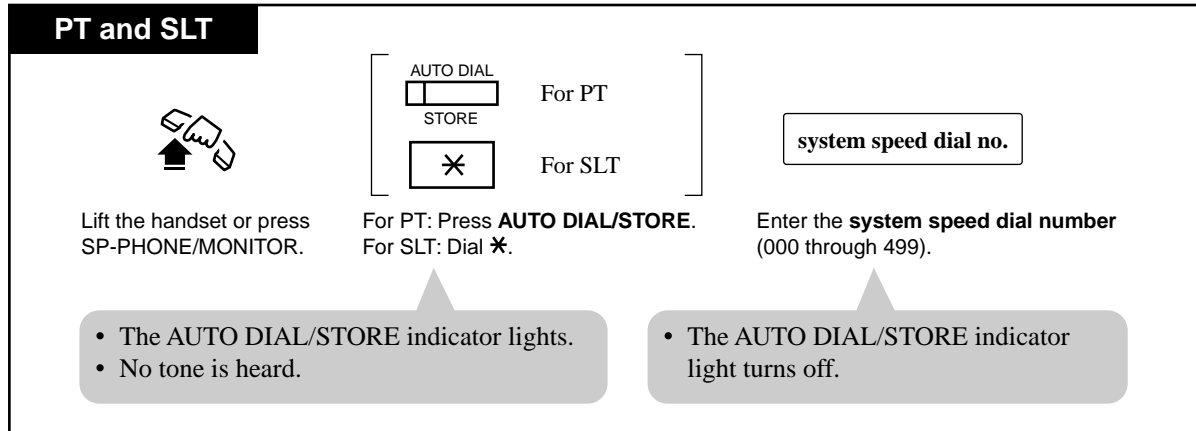 PT and SLT
AUTO DIAL
For PT
STORE
* For SLT
system speed dial no.
Lift the handset or press
SP-PHONE/MONITOR.
For PT: Press AUTO DIAL/STORE.
For SLT: Dial *.
Enter the system speed dial number
(000 through 499).
• The AUTO DIAL/STORE indicator lights.
• No tone is heard.
• The AUTO DIAL/STORE indicator
light turns off.